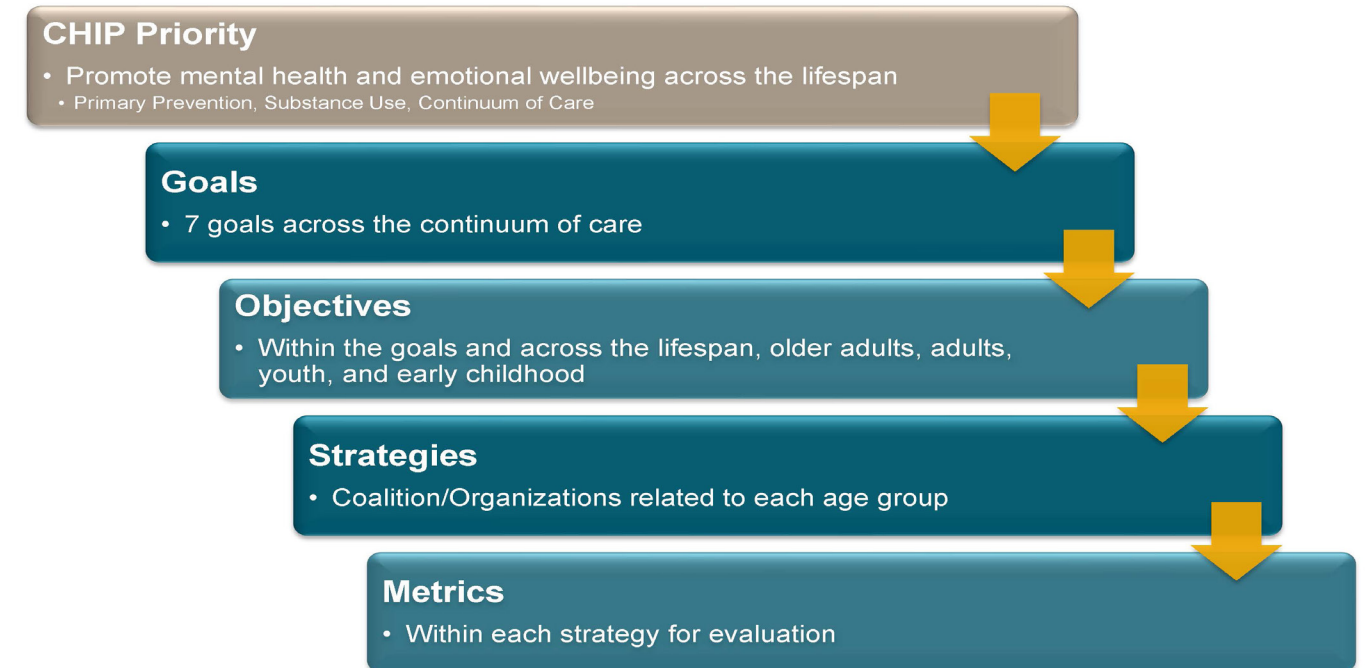 CHIP Priority
• Promote mental health and emotional wellbeing across the lifespan
• Primary Prevention, Substance Use, Continuum of Care
Goals
• 7 goals across the continuum of care
Objectives
• Within the goals and across the lifespan, older adults, adults,
youth, and early childhood
Strategies
• Coalition/Organizations related to each age group
Metrics
• Within each strategy for evaluation